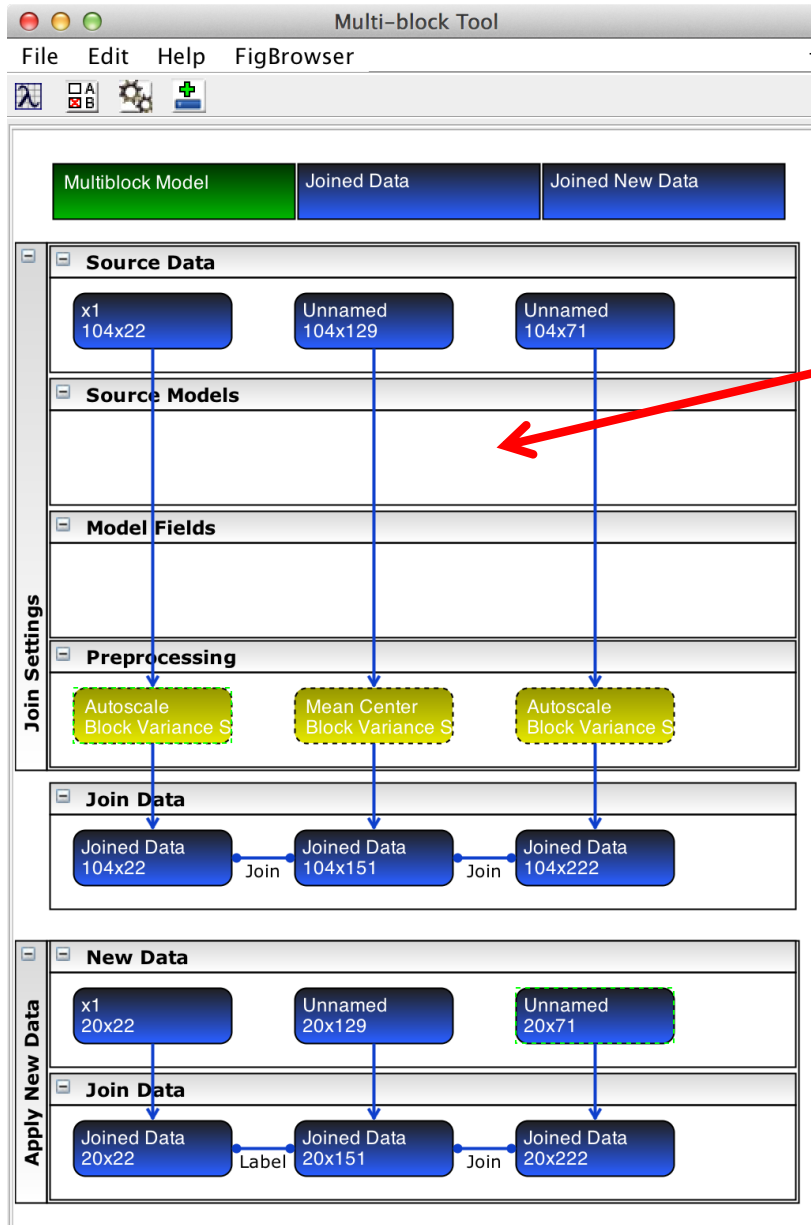 Multi-block Tool
File Edit Help FigBrowser
λ A B
Multiblock Model Joined Data Joined New Data
Join Settings
Source Data
x1 Unnamed Unnamed
104x22 104x129 104x71
Source Models
Model Fields
Preprocessing
Autoscale Mean Center Autoscale
Block Variance S Block Variance S Block Variance S
Join Data
Joined Data Joined Data Joined Data
104x22 Join 104x151 Join 104x222
Apply New Data
New Data
x1 Unnamed Unnamed
20x22 20x129 20x71
Join Data
Joined Data Joined Data Joined Data
20x22 Label 20x151 Join 20x222